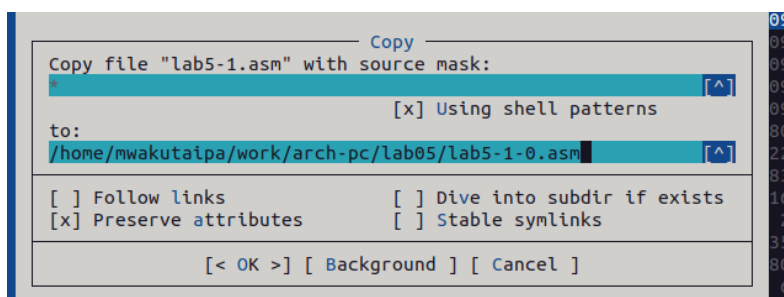 Copy
Copy file "lab5-1.asm" with source mask:
* [^]
[x] Using shell patterns
to:
/home/mwakutaipa/work/arch-pc/lab05/lab5-1-0.asm [^]
[ ] Follow links [ ] Dive into subdir if exists
[x] Preserve attributes [ ] Stable symlinks
[< OK >] [ Background ] [ Cancel ]